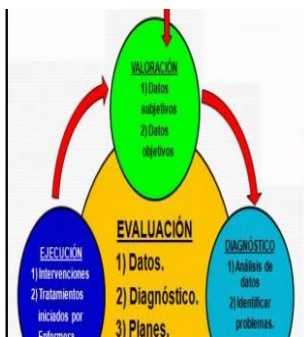 VALORACIÓN
1) Datos
subjetivos
2) Datos
objetivos
EVALUACIÓN
1) Datos.
2) Diagnóstico.
3) Planes.
EJECUCIÓN
1) Intervenciones
2) Tratamientos
iniciados por
Enfermera
DIAGNÓSTICO
1) Análisis de
datos
2) Identificar
problemas.